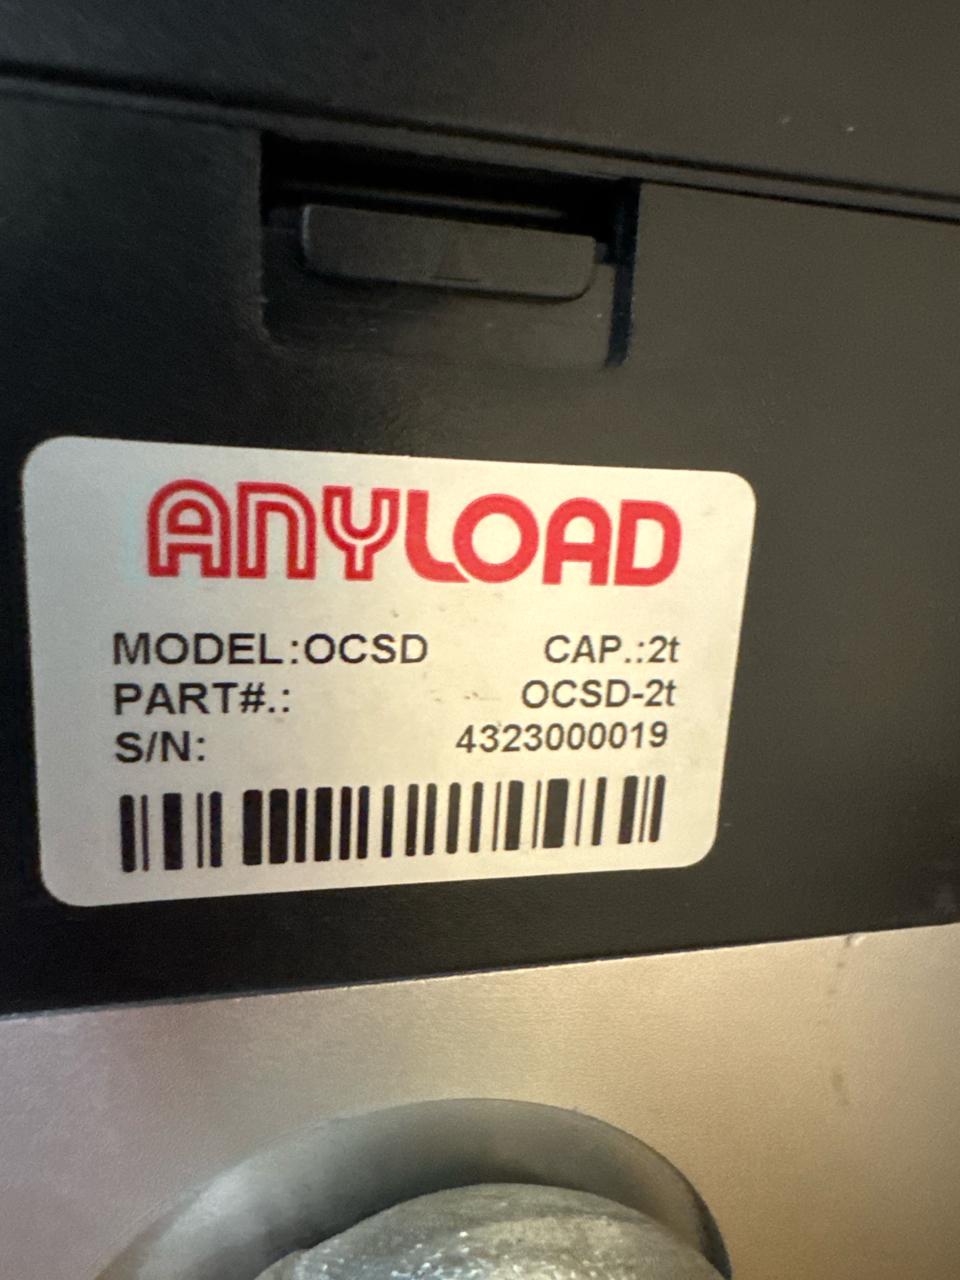 ANYLOAD
MODEL:OCSD CAP.:2t
PART#.: OCSD-2t
S/N: 4323000019